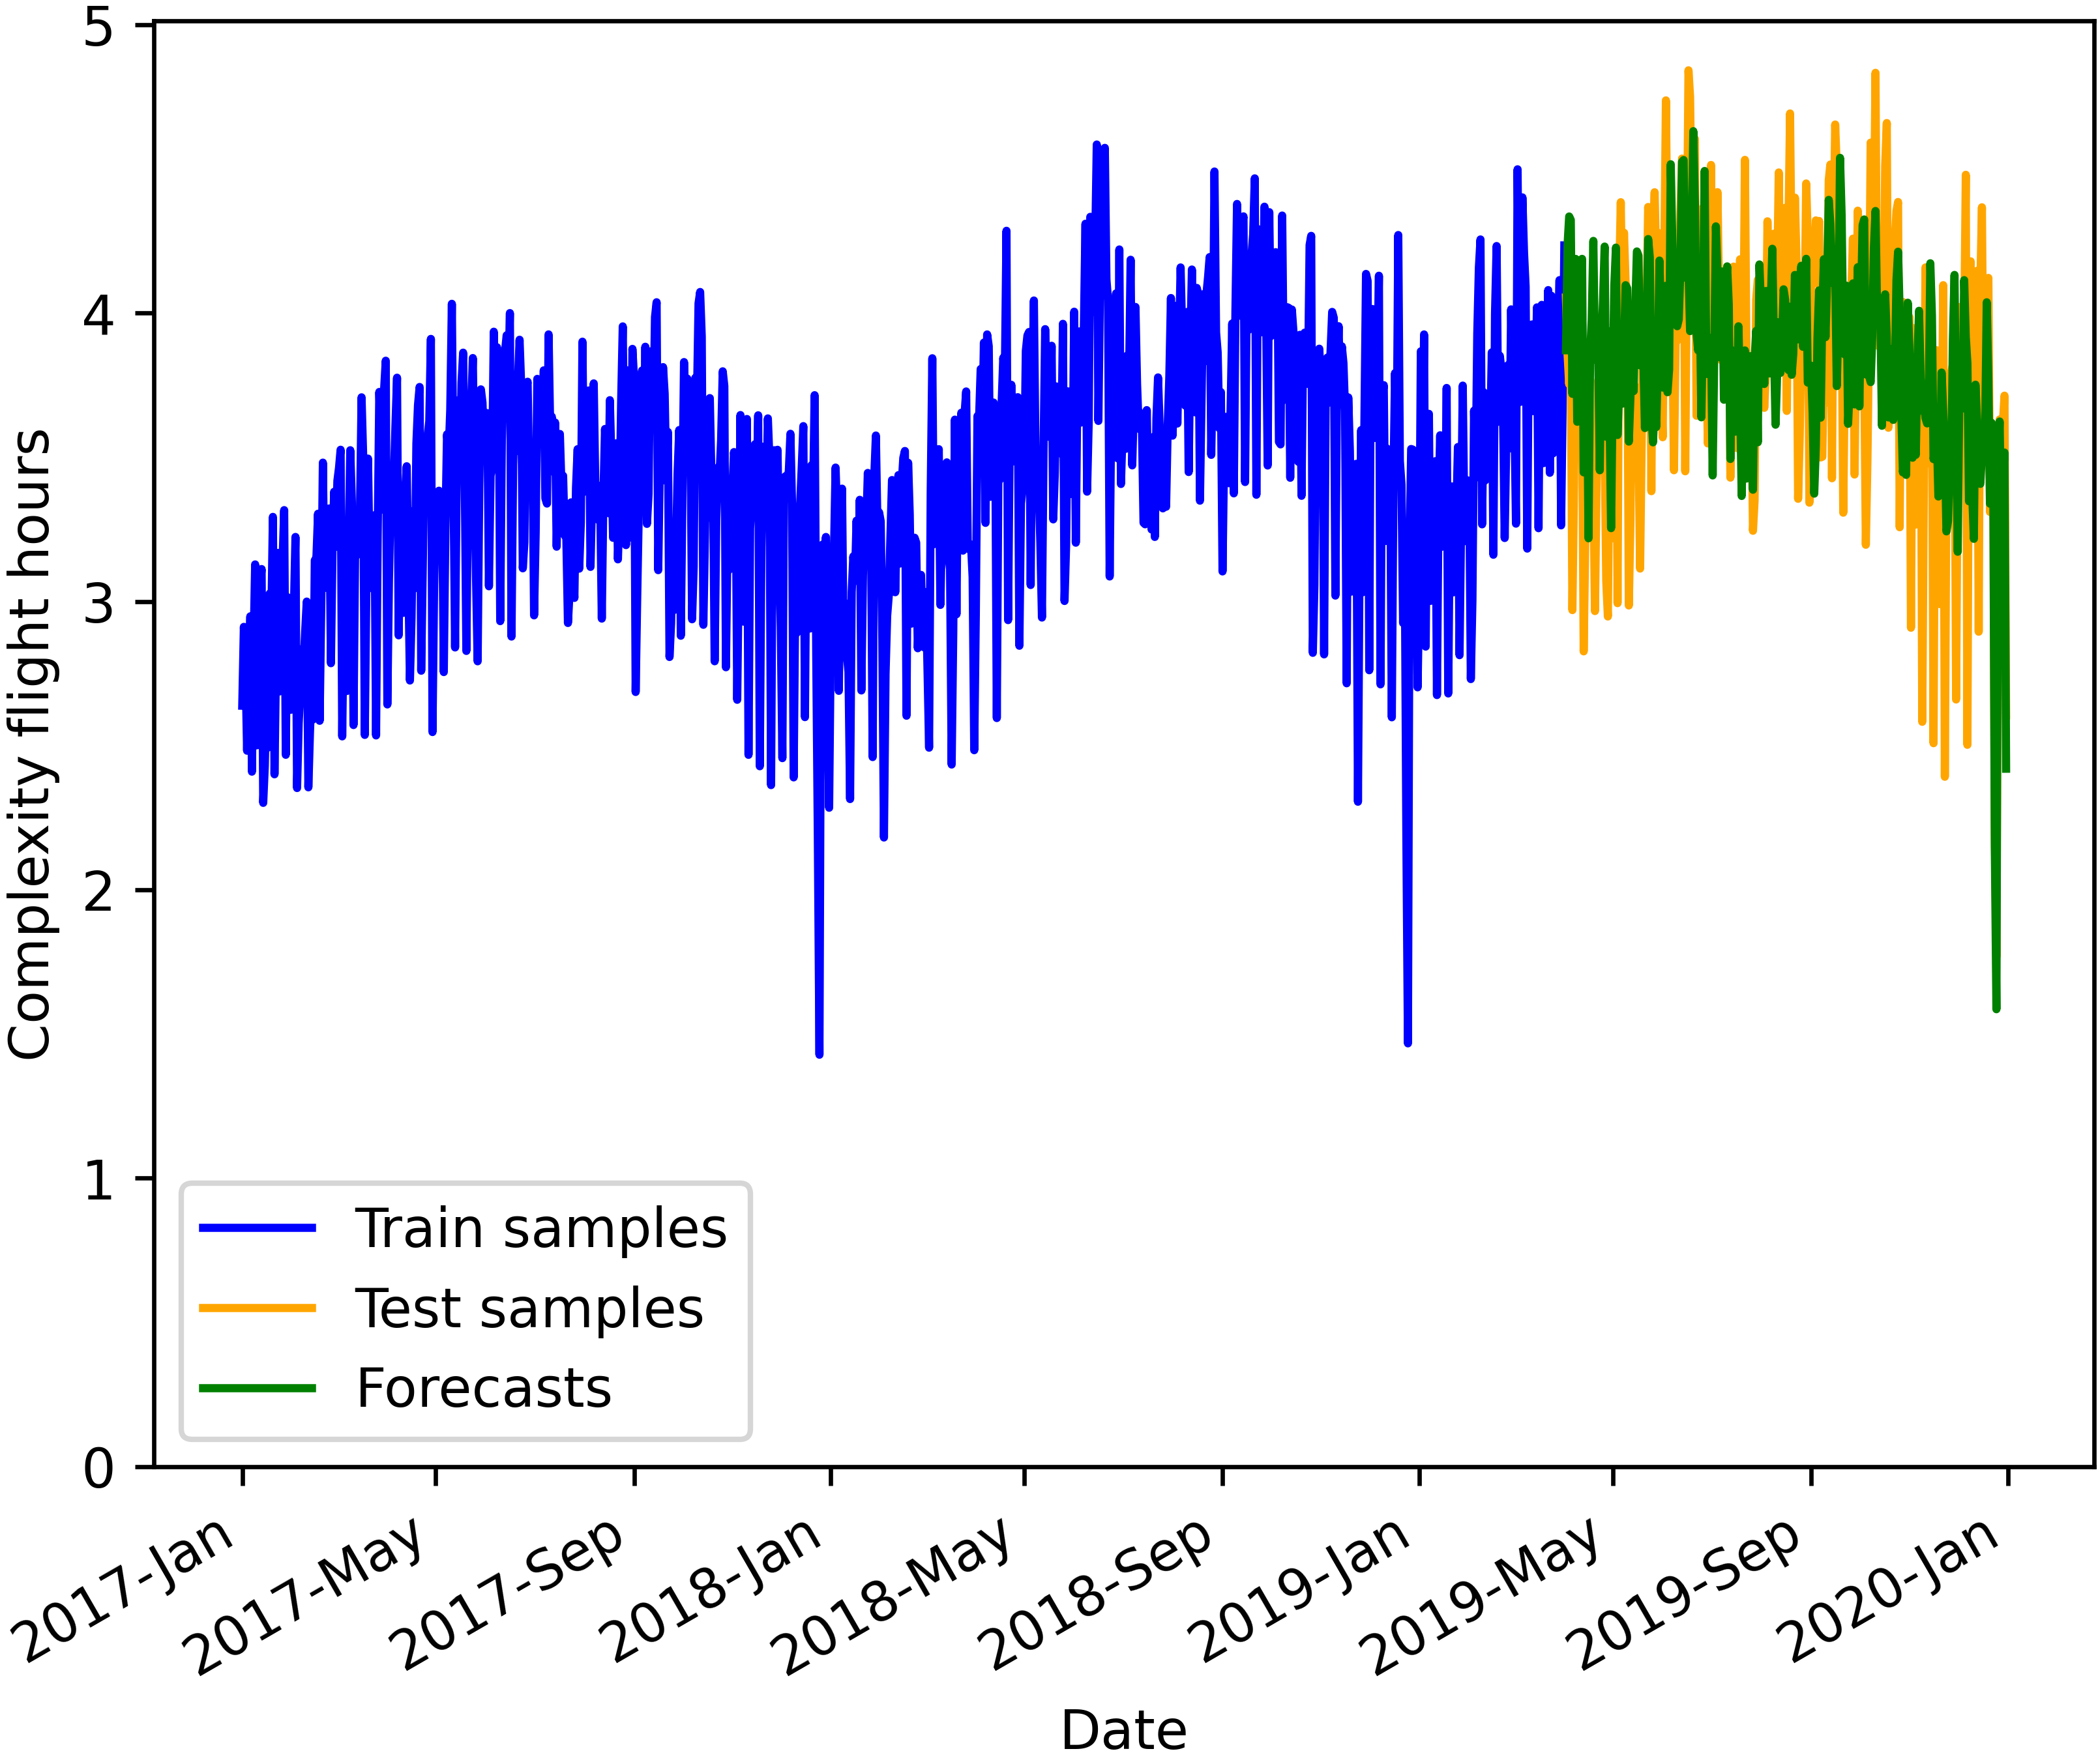 5
4
3
2
1
0
Complexity flight hours
Train samples
Test samples
Forecasts
2017-Jan
2017-May
2017-Sep
2018-Jan
2018-May
2018-Sep
2019-Jan
2019-May
2019-Sep
2020-Jan
Date